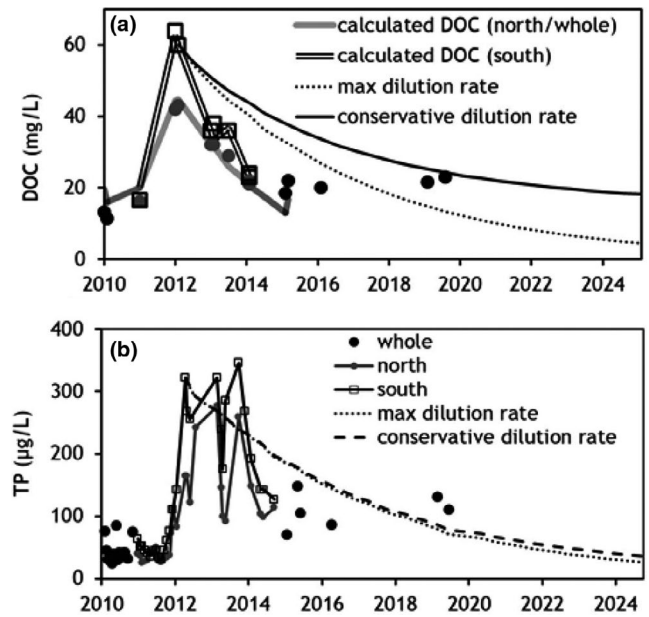 (a)
calculated DOC (north/whole)
calculated DOC (south)
max dilution rate
conservative dilution rate
DOC (mg/L)
60
40
20
0
2010 2012 2014 2016 2018 2020 2022 2024
(b)
whole
north
south
max dilution rate
conservative dilution rate
TP (µg/L)
400
300
200
100
0
2010 2012 2014 2016 2018 2020 2022 2024